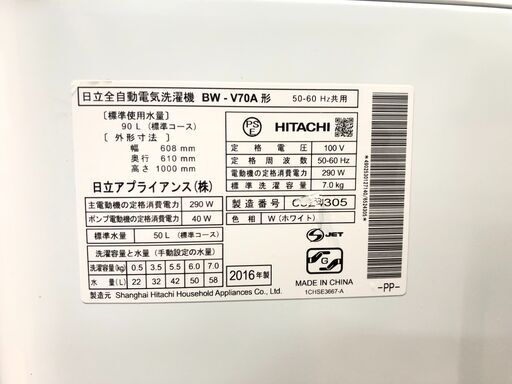 日立全自動電気洗濯機 BW-V70A形 50-60 Hz共用
〔標準使用水量〕
90 L (標準コース)
〔外形寸法〕
幅 608 mm
奥行 610 mm
高さ 1000 mm
日立アプライアンス(株)
主電動機の定格消費電力 290 W
ポンプ電動機の定格消費電力 40 W
標準水量 50 L (標準コース)
洗濯容量と水量 (手動設定の水量)
洗濯容量(kg) 0.5 3.5 5.5 6.0 7.0
水量(L) 22 32 42 50 58
2016年製
製造元 Shanghai Hitachi Household Appliances Co., Ltd.
PS
E
HITACHI
定格電圧 100 V
定格周波数 50-60 Hz
電動機の定格消費電力 290 W
標準洗濯容量 7.0 kg
製造番号
色相 W (ホワイト)
JET
MADE IN CHINA
1CHSE3667-A
-PP-